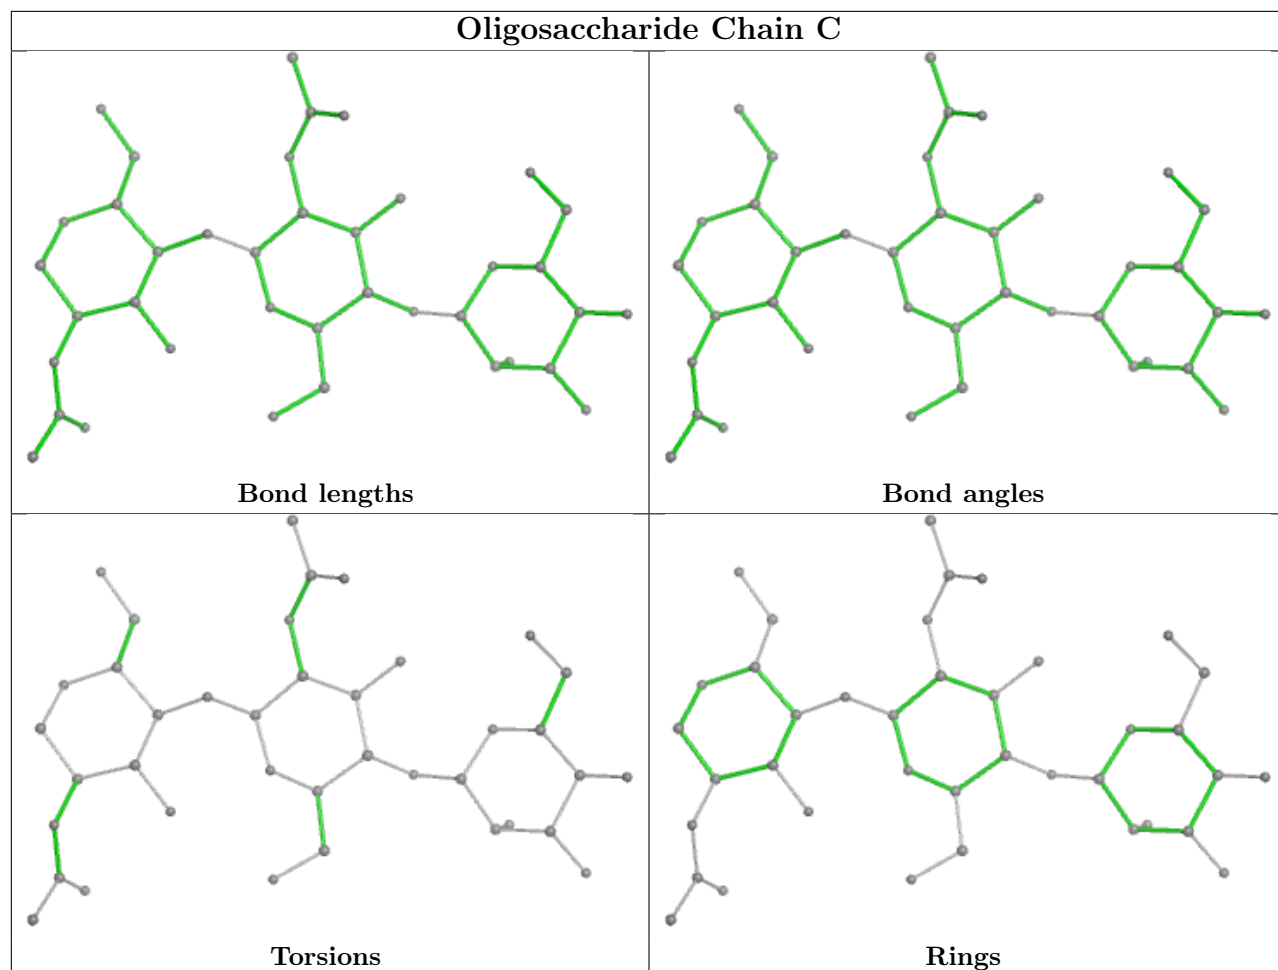 Oligosaccharide Chain C
Bond lengths
Bond angles
Torsions
Rings